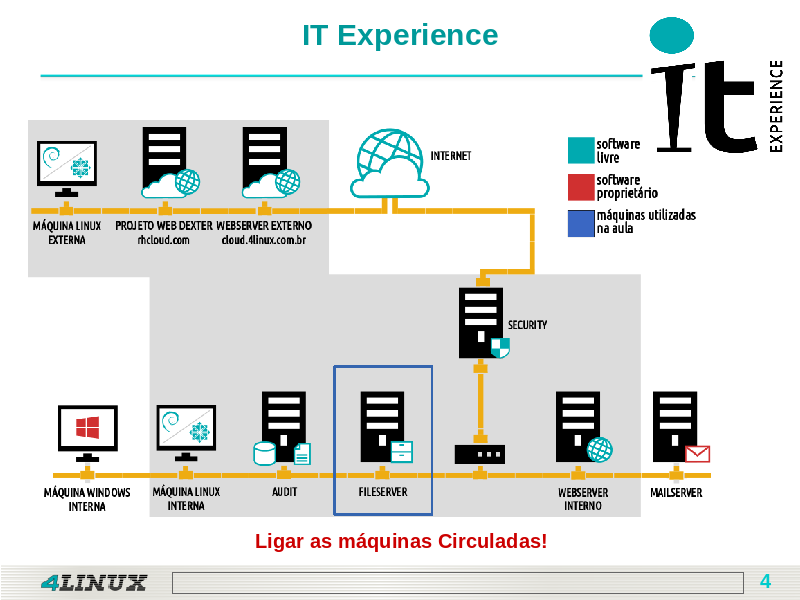 IT Experience
it
EXPERIENCE
software
livre
software
proprietário
máquinas utilizadas
na aula
INTERNET
MÁQUINA LINUX
EXTERNA
PROJETO WEB DEXTER
rhcloud.com
WEBSERVER EXTERNO
cloud.4linux.com.br
SECURITY
MÁQUINA WINDOWS
INTERNA
MÁQUINA LINUX
INTERNA
AUDIT
FILESERVER
WEBSERVER
INTERNO
MAILSERVER
Ligar as máquinas Circuladas!
4LINUX
4